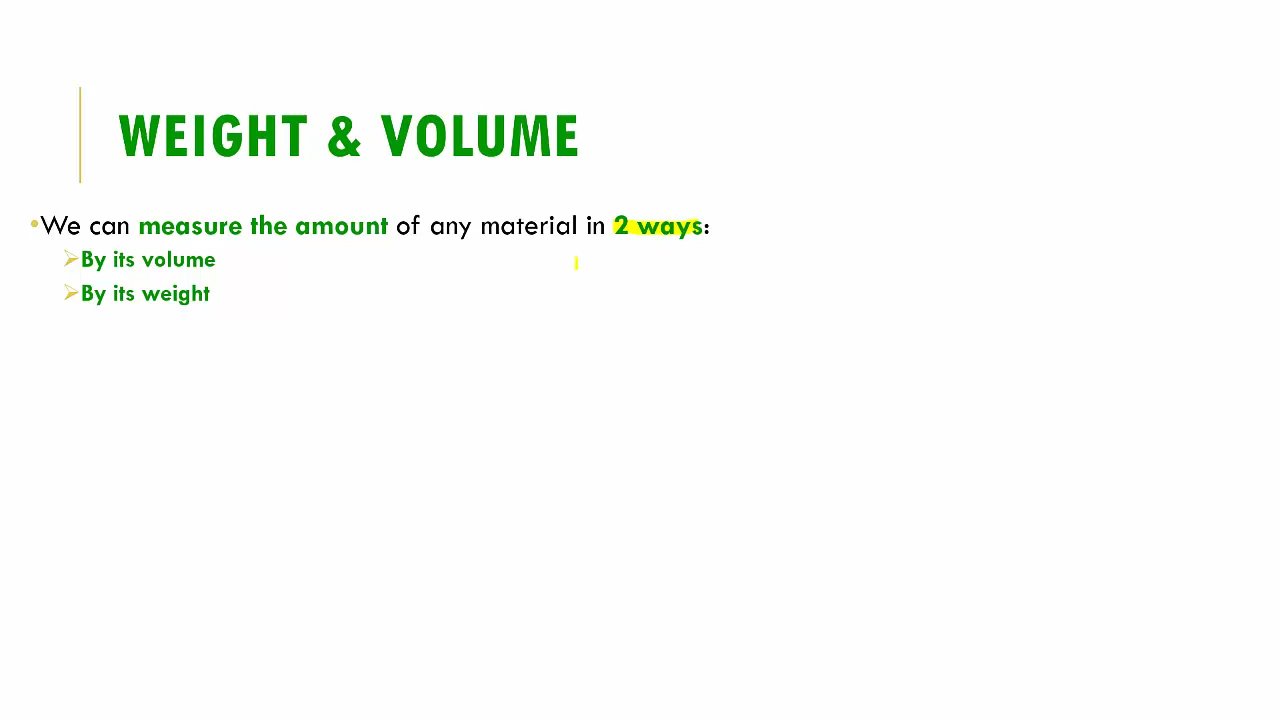 WEIGHT & VOLUME
•We can measure the amount of any material in 2 ways:
➢By its volume
➢By its weight